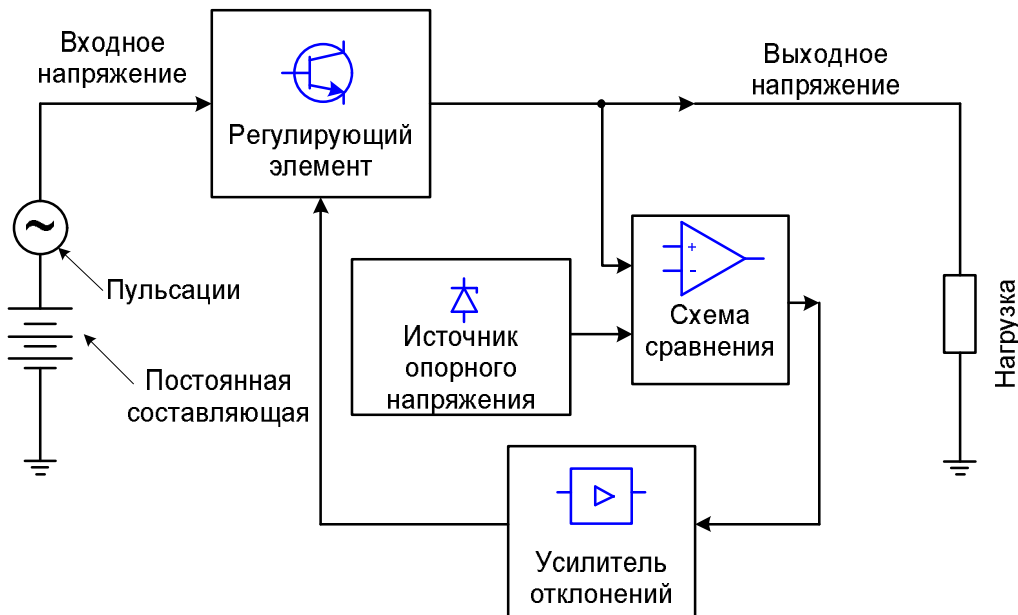 Входное
напряжение
Регулирующий
элемент
Выходное
напряжение
~
Пульсации
Постоянная
составляющая
Источник
опорного
напряжения
+
-
Схема
сравнения
Нагрузка
Усилитель
отклонений